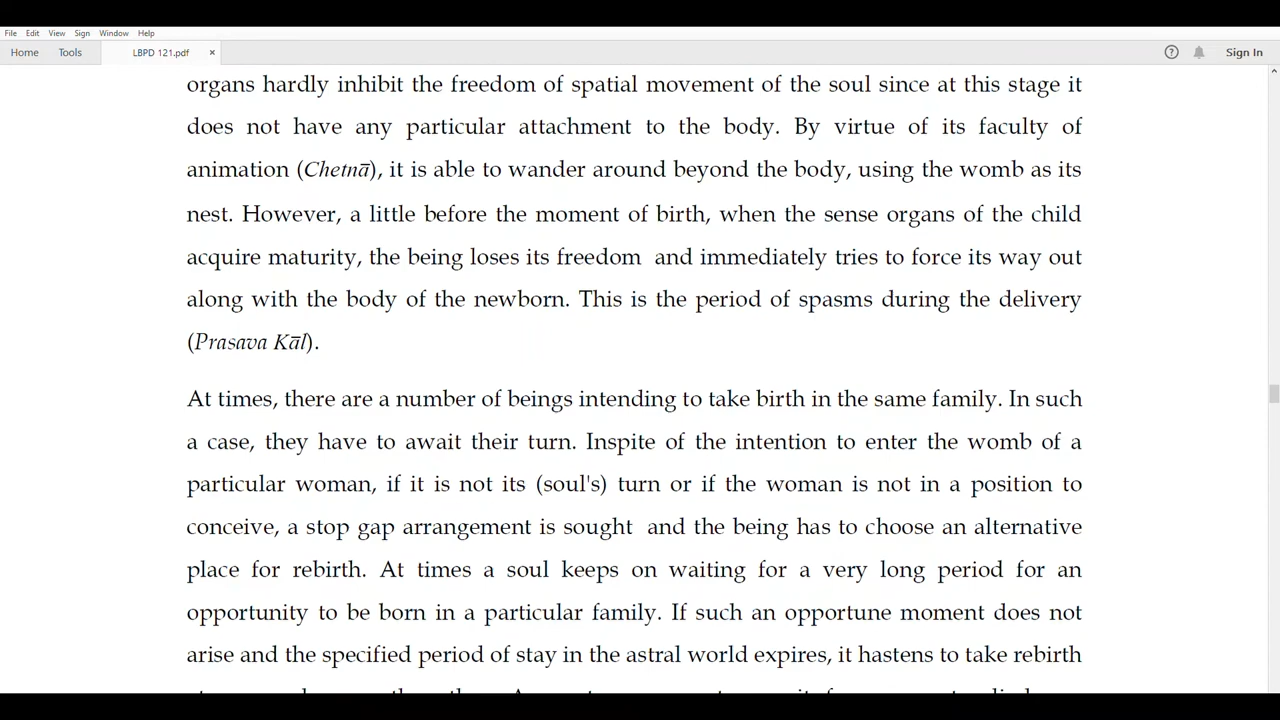 File Edit View Sign Window Help
Home Tools LBPD 121.pdf × ? Sign In
organs hardly inhibit the freedom of spatial movement of the soul since at this stage it
does not have any particular attachment to the body. By virtue of its faculty of
animation (Chetnā), it is able to wander around beyond the body, using the womb as its
nest. However, a little before the moment of birth, when the sense organs of the child
acquire maturity, the being loses its freedom and immediately tries to force its way out
along with the body of the newborn. This is the period of spasms during the delivery
(Prasava Kāl).
At times, there are a number of beings intending to take birth in the same family. In such
a case, they have to await their turn. Inspite of the intention to enter the womb of a
particular woman, if it is not its (soul's) turn or if the woman is not in a position to
conceive, a stop gap arrangement is sought and the being has to choose an alternative
place for rebirth. At times a soul keeps on waiting for a very long period for an
opportunity to be born in a particular family. If such an opportune moment does not
arise and the specified period of stay in the astral world expires, it hastens to take rebirth